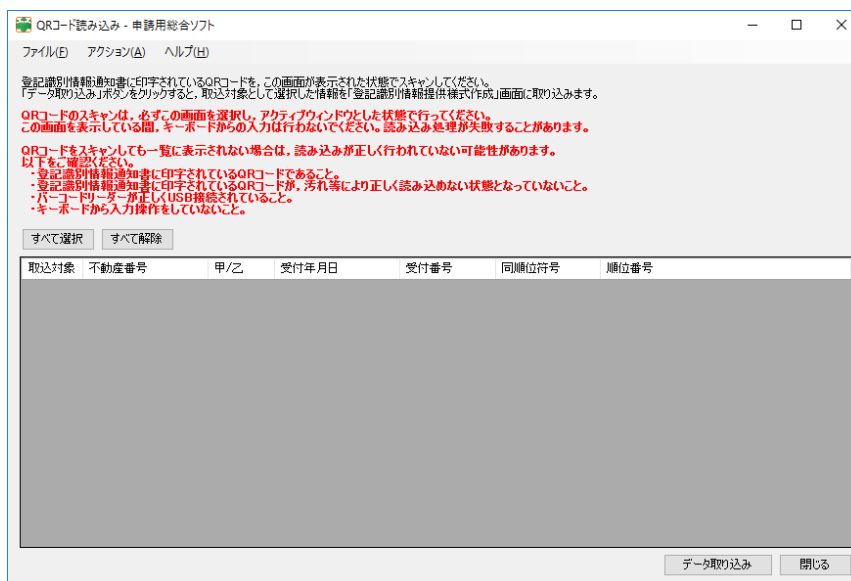 QRコード読み込み - 申請用総合ソフト
ファイル(F) アクション(A) ヘルプ(H)
登記識別情報通知書に印字されているQRコードを，この画面が表示された状態でスキャンしてください。
「データ取り込み」ボタンをクリックすると，取込対象として選択した情報を「登記識別情報提供様式作成」画面に取り込みます。
QRコードのスキャンは，必ずこの画面を選択し，アクティブウィンドウとした状態で行ってください。
この画面を表示している間，キーボードからの入力は行わないでください。読み込み処理が失敗することがあります。
QRコードをスキャンしても一覧に表示されない場合は，読み込みが正しく行われていない可能性があります。
以下をご確認ください。
・登記識別情報通知書に印字されているQRコードであること。
・登記識別情報通知書に印字されているQRコードが，汚れ等により正しく読み込めない状態となっていないこと。
・バーコードリーダーが正しくUSB接続されていること。
・キーボードから入力操作をしていないこと。
すべて選択 すべて解除
取込対象 不動産番号 甲/乙 受付年月日 受付番号 同順位符号 順位番号
データ取り込み 閉じる